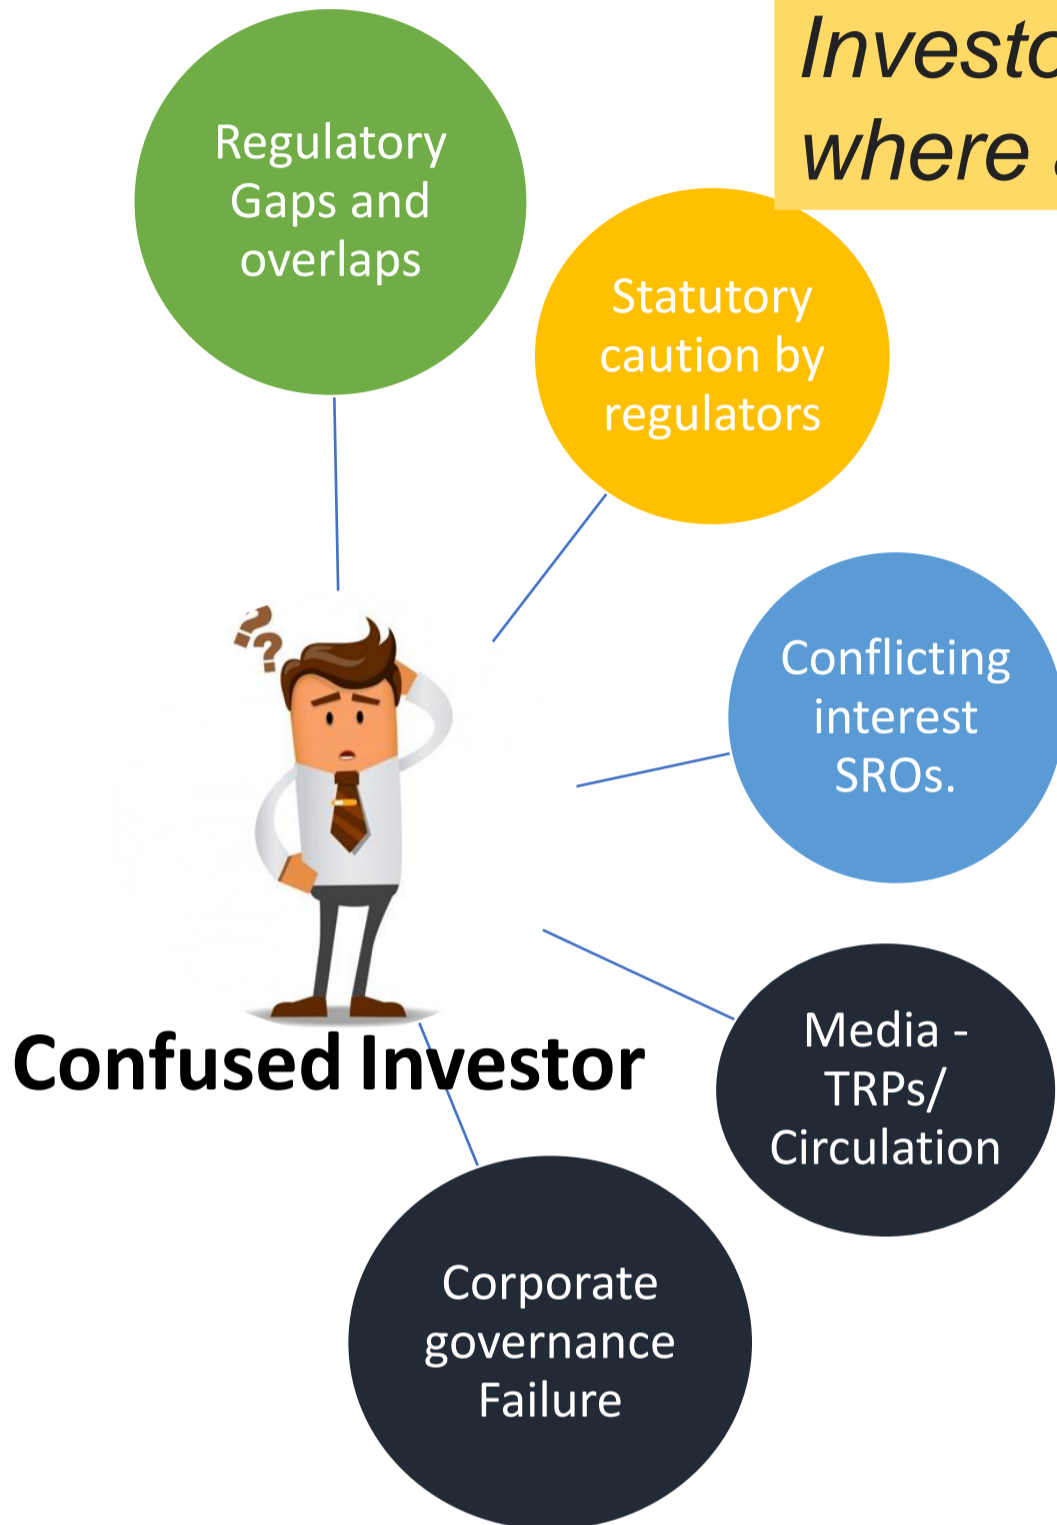 Investo
where
Regulatory
Gaps and
overlaps
Statutory
caution by
regulators
??
Conflicting
interest
SROs.
Confused Investor
Media -
TRPs/
Circulation
Corporate
governance
Failure